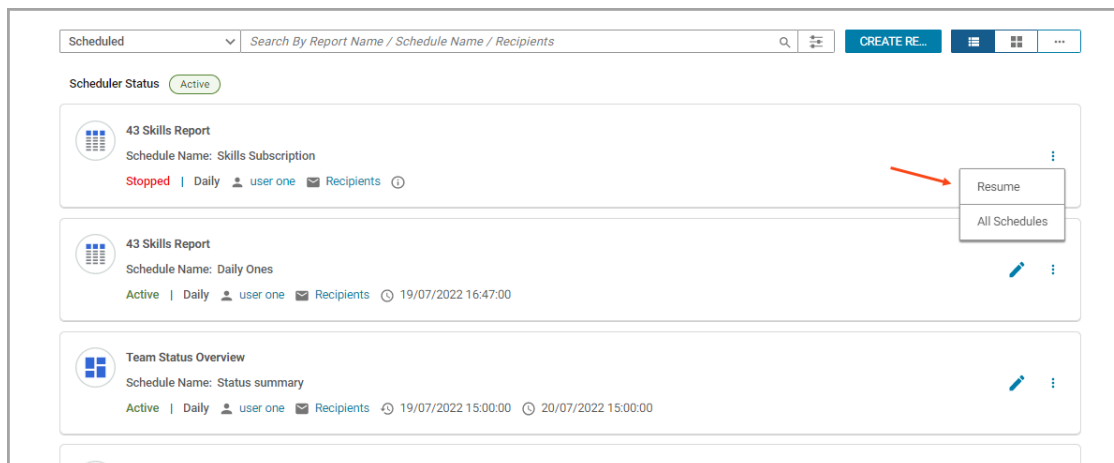 Scheduled Search By Report Name / Schedule Name / Recipients CREATE RE... ...
Scheduler Status Active
43 Skills Report
Schedule Name: Skills Subscription
Stopped | Daily user one Recipients
Resume
All Schedules
43 Skills Report
Schedule Name: Daily Ones
Active | Daily user one Recipients 19/07/2022 16:47:00
Team Status Overview
Schedule Name: Status summary
Active | Daily user one Recipients 19/07/2022 15:00:00 20/07/2022 15:00:00